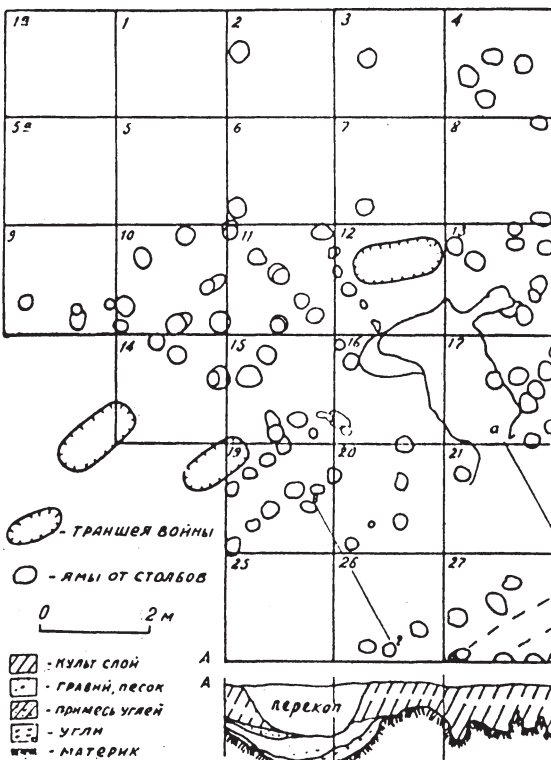 1а 1 2 3 4
5а 5 6 7 8
9 10 11 12 13
14 15 16 17
а
19 20 21
- траншея войны
- ямы от столбов
25 26 27
0 2 м
А
А
перекоп
- культ слой
- гравий, песок
- примесь углей
- угли
- материк